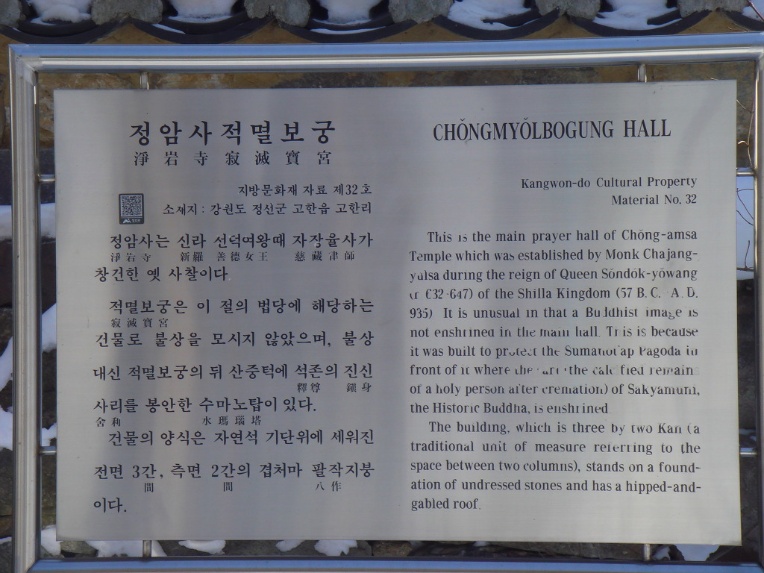 정암사적멸보궁
淨岩寺寂滅寶宮
지방문화재 자료 제32호
소재지 : 강원도 정선군 고한읍 고한리
정암사는 신라 선덕여왕때 자장율사가
淨岩寺 新羅 善德女王 慈藏律師
창건한 옛 사찰이다.
적멸보궁은 이 절의 법당에 해당하는
寂滅寶宮
건물로 불상을 모시지 않았으며, 불상
대신 적멸보궁의 뒤 산중턱에 석존의 진신
釋尊 身
사리를 봉안한 수마노탑이 있다.
舍利 水瑪瑙塔
건물의 양식은 자연석 기단위에 세워진
전면 3간, 측면 2간의 겹처마 팔작지붕
間 間 八作
이다.
CHŎNGMYŎLBOGUNG HALL
Kangwon-do Cultural Property
Material No. 32
This is the main prayer hall of Chŏng-amsa
Temple which was established by Monk Chajang-
yulsa during the reign of Queen Sŏndŏk-yŏwang
(r. 632-647) of the Shilla Kingdom (57 B.C. A.D.
935). It is unusual in that a Buddhist image is
not enshrined in the main hall. This is because
it was built to protect the Sumanot'ap Pagoda in
front of it where the (the calcified remains
of a holy person after cremation) of Sakyamuni,
the Historic Buddha, is enshrined.
The building, which is three by two Kan (a
traditional unit of measure referring to the
space between two columns), stands on a found-
ation of undressed stones and has a hipped-and-
gabled roof.